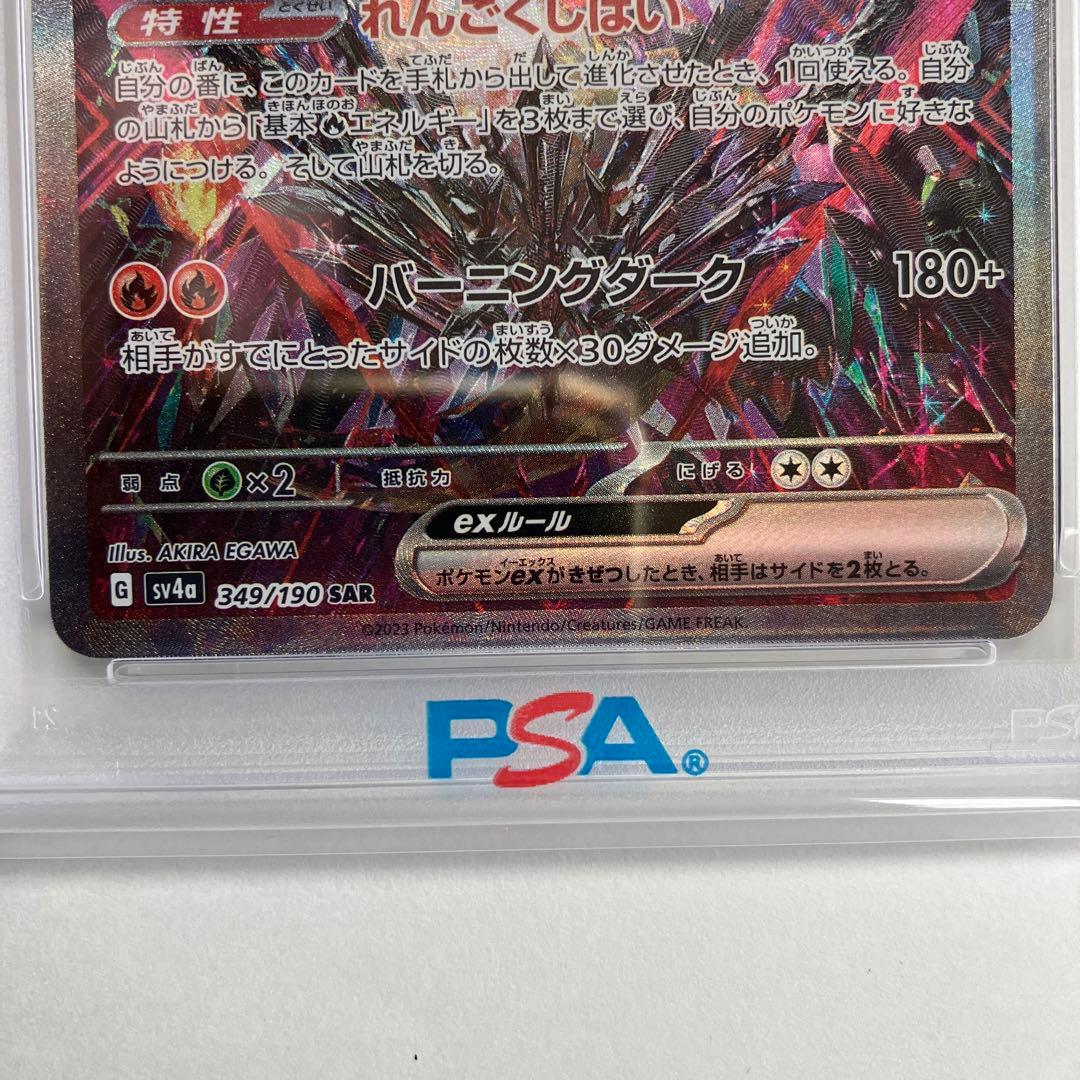 とくせい
特性 れんごくしはい
自分の番に、このカードを手札から出して進化させたとき、1回使える。自分
の山札から「基本エネルギー」を3枚まで選び、自分のポケモンに好きな
ようにつける。そして山札を切る。
バーニングダーク 180+
相手がすでにとったサイドの枚数×30ダメージ追加。
弱点 ×2 抵抗力 にげる
exルール
ポケモンexがきぜつしたとき、相手はサイドを2枚とる。
Illus. AKIRA EGAWA
G sv4a 349/190 SAR
©2023 Pokémon/Nintendo/Creatures/GAME FREAK.
PSA®
PSA